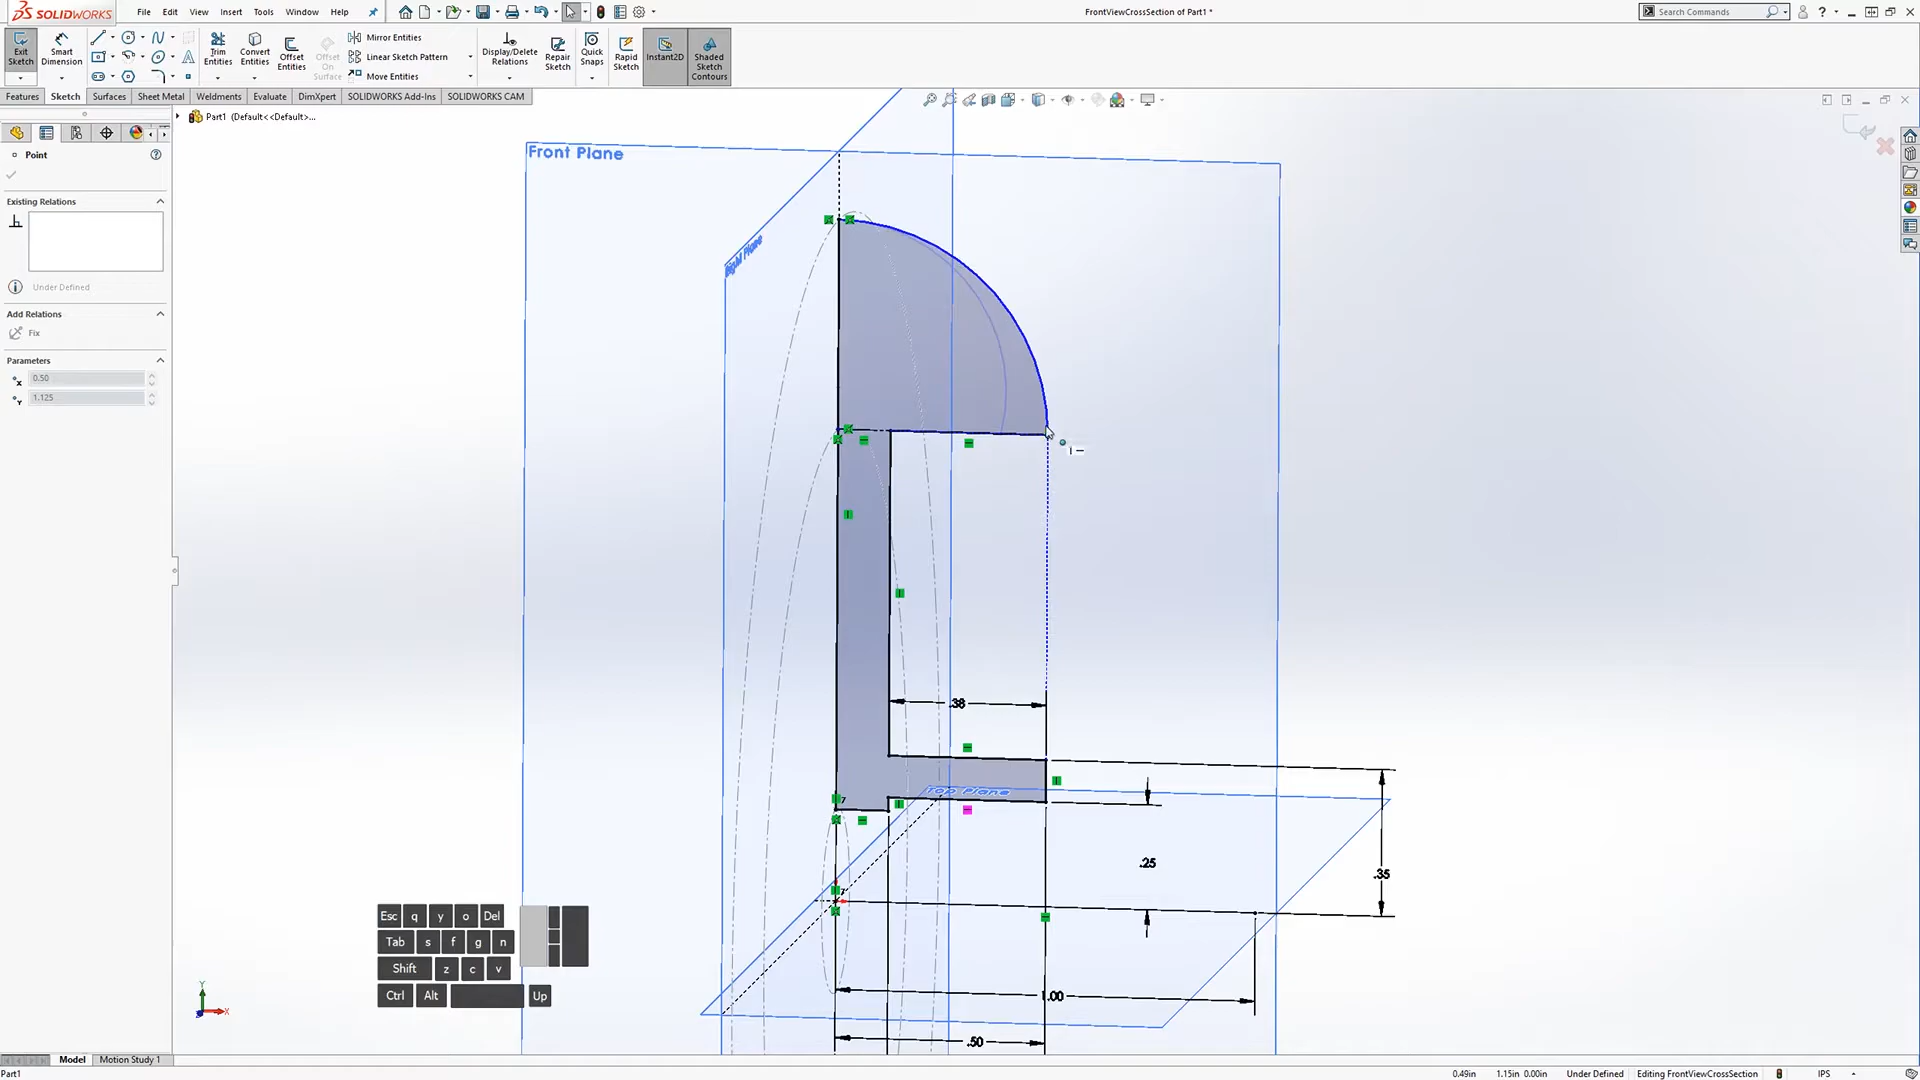 SOLIDWORKS
File Edit View Insert Tools Window Help
FrontViewCrossSection of Part1 *
Search Commands
Exit Sketch
Smart Dimension
Trim Entities
Convert Entities
Offset Entities
Offset On Surface
Mirror Entities
Linear Sketch Pattern
Move Entities
Display/Delete Relations
Repair Sketch
Quick Snaps
Rapid Sketch
Instant2D
Shaded Sketch Contours
Features Sketch Surfaces Sheet Metal Weldments Evaluate DimXpert SOLIDWORKS Add-Ins SOLIDWORKS CAM
Part1 (Default<<Default>...
Point
Existing Relations
Under Defined
Add Relations
Fix
Parameters
0.50
1.125
Front Plane
Right Plane
Top Plane
.38
.25
.35
1.00
.50
Esc q y o Del
Tab s f g n
Shift z c v
Ctrl Alt Up
Y
X
Model Motion Study 1
Part1
0.49in 1.15in 0.00in Under Defined Editing FrontViewCrossSection IPS